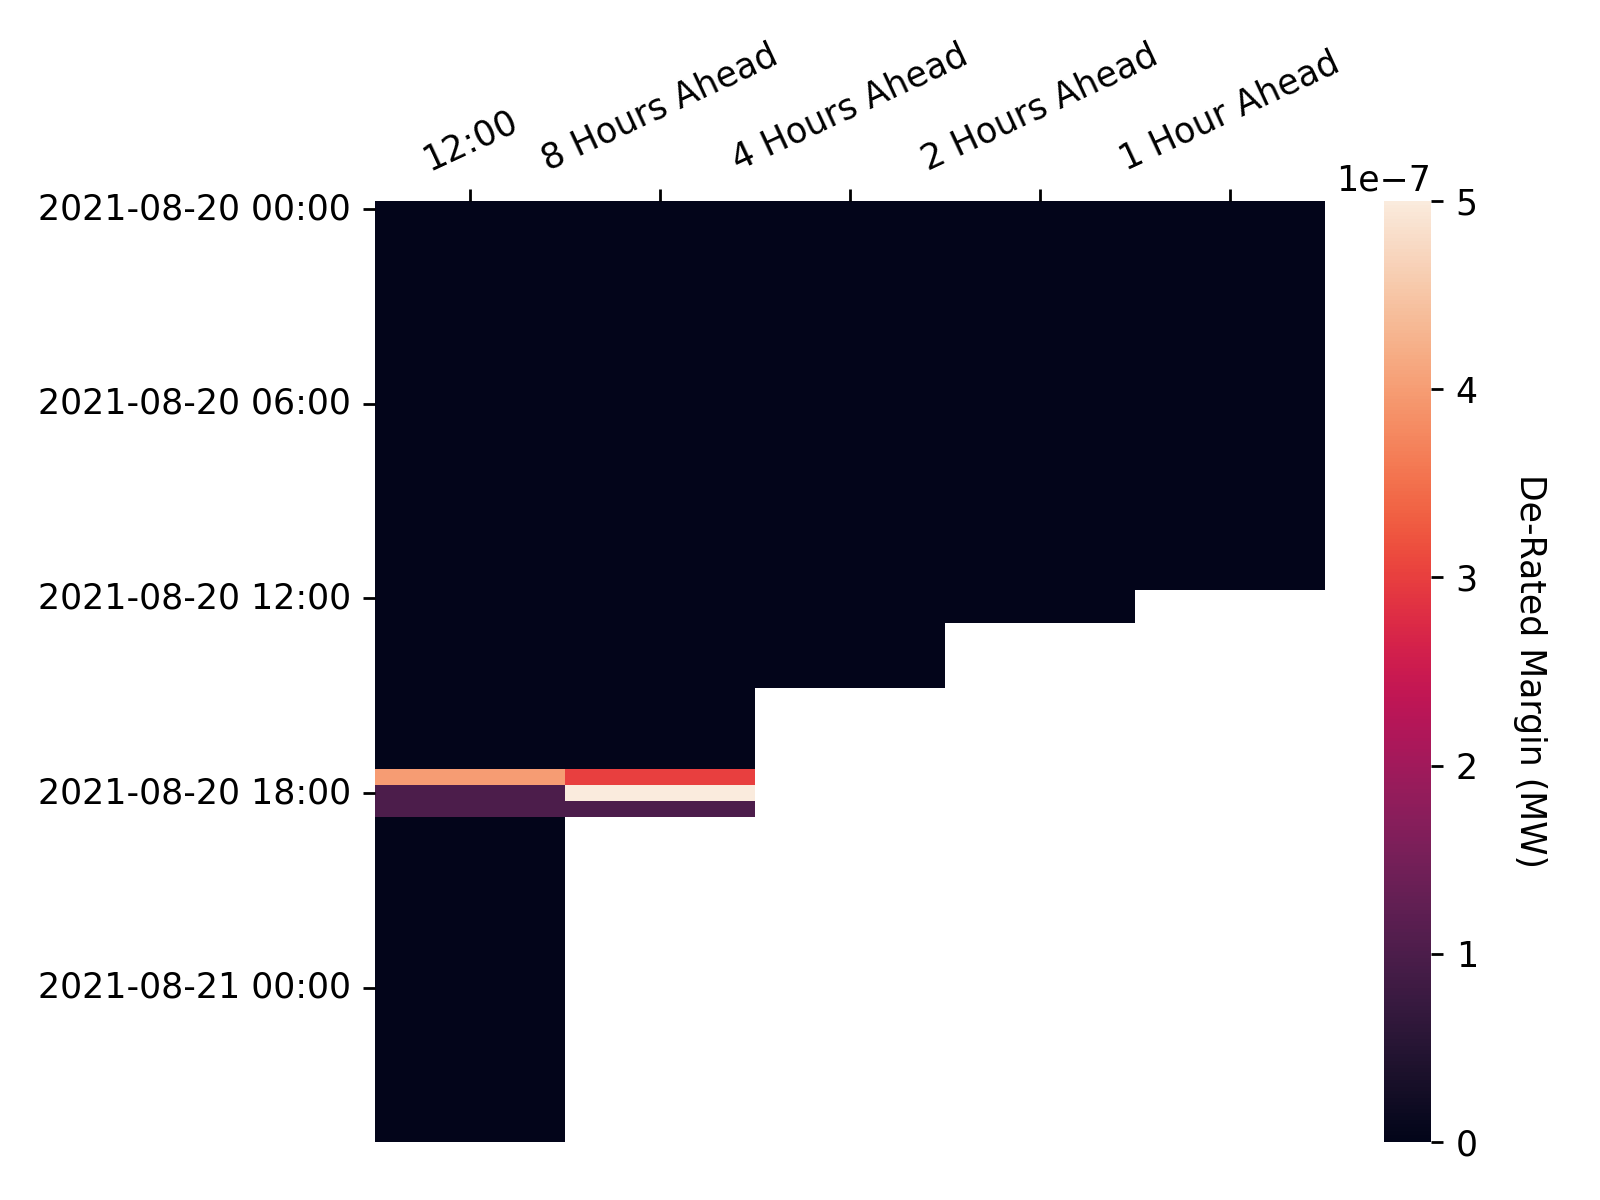 12:00
8 Hours Ahead
4 Hours Ahead
2 Hours Ahead
1 Hour Ahead
1e−7
2021-08-20 00:00
2021-08-20 06:00
2021-08-20 12:00
2021-08-20 18:00
2021-08-21 00:00
5
4
3
2
1
0
De-Rated Margin (MW)